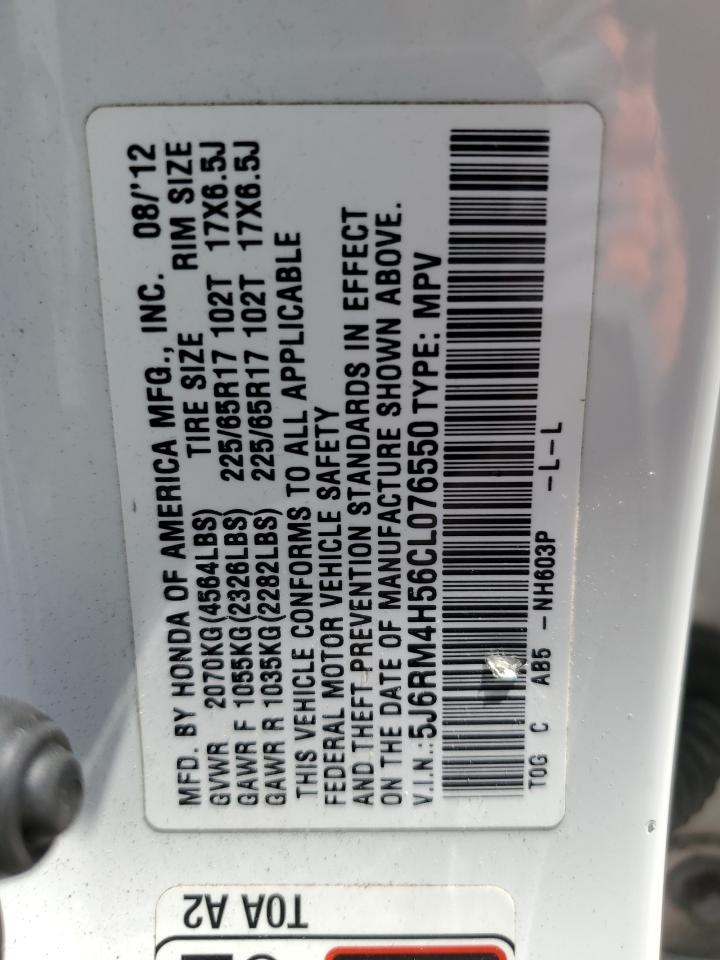 MFD. BY HONDA OF AMERICA MFG., INC. 08/'12
GVWR 2070KG(4564LBS) TIRE SIZE RIM SIZE
GAWR F 1055KG(2326LBS) 225/65R17 102T 17X6.5J
GAWR R 1035KG(2282LBS) 225/65R17 102T 17X6.5J
THIS VEHICLE CONFORMS TO ALL APPLICABLE
FEDERAL MOTOR VEHICLE SAFETY
AND THEFT PREVENTION STANDARDS IN EFFECT
ON THE DATE OF MANUFACTURE SHOWN ABOVE.
V.I.N.:5J6RM4H56CL076550 TYPE: MPV
T0G C AB5 -NH603P -L-L
T0A A2